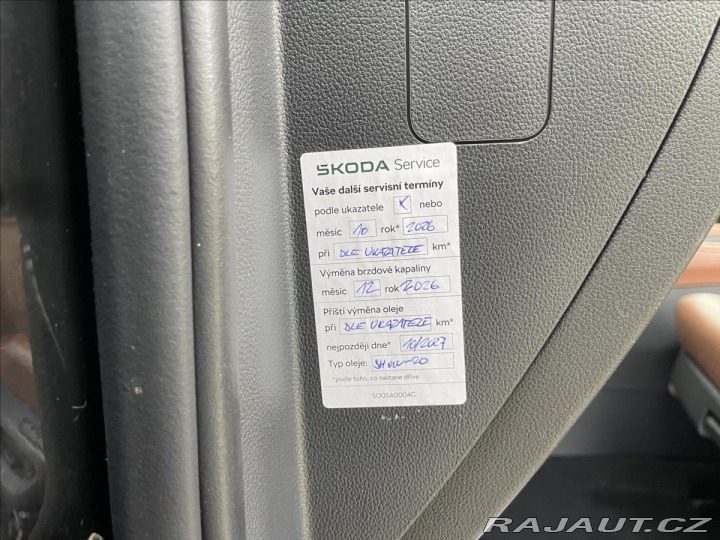 ŠKODA Service
Vaše další servisní termíny
podle ukazatele X nebo
měsíc 10 rok* 2026
při DLE UKAZATELE km*
Výměna brzdové kapaliny
měsíc 12 rok 2026
Příští výměna oleje
při DLE UKAZATELE km*
nejpozději dne* 10/2027
Typ oleje:
*podle toho, co nastane dříve
5G0SA0004C
RAJAUT.CZ